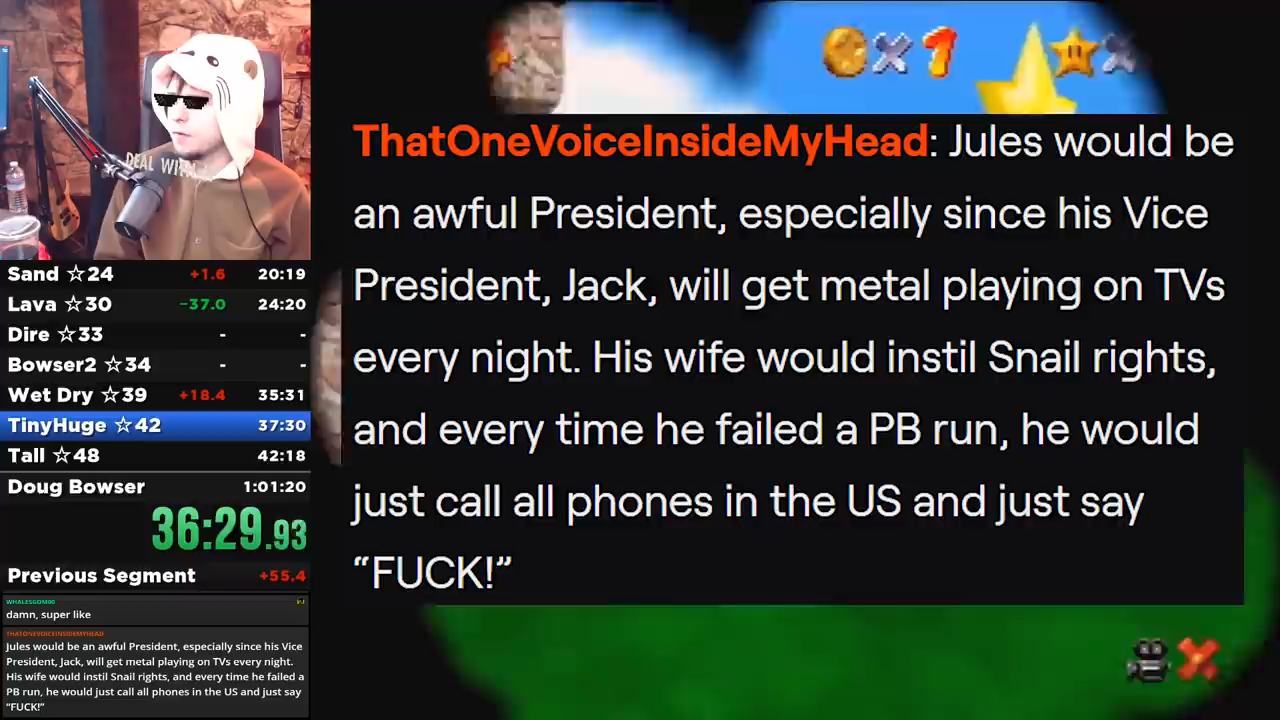 DEAL WITH
Sand ☆24 +1.6 20:19
Lava ☆30 −37.0 24:20
Dire ☆33 - -
Bowser2 ☆34 - -
Wet Dry ☆39 +18.4 35:31
TinyHuge ☆42 37:30
Tall ☆48 42:18
Doug Bowser 1:01:20
36:29.93
Previous Segment +55.4
WHALESGOM00
damn, super like
THATONEVOICEINSIDEMYHEAD
Jules would be an awful President, especially since his Vice
President, Jack, will get metal playing on TVs every night.
His wife would instil Snail rights, and every time he failed a
PB run, he would just call all phones in the US and just say
“FUCK!”
1
ThatOneVoiceInsideMyHead: Jules would be
an awful President, especially since his Vice
President, Jack, will get metal playing on TVs
every night. His wife would instil Snail rights,
and every time he failed a PB run, he would
just call all phones in the US and just say
“FUCK!”